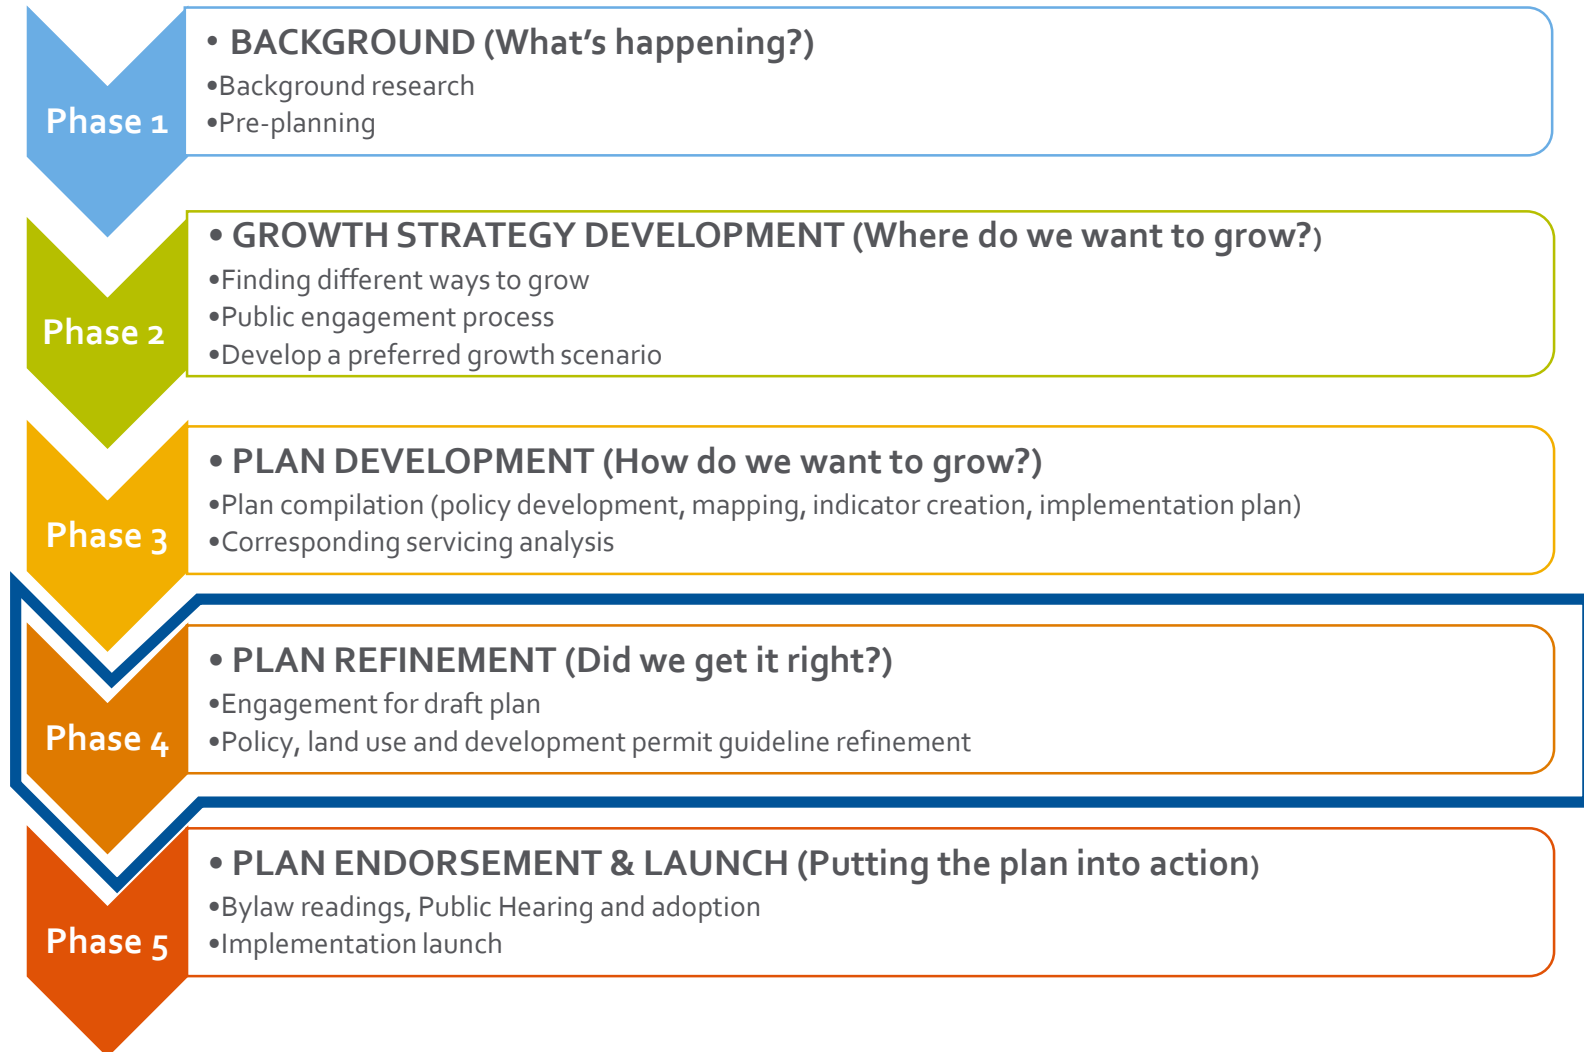 Phase 1
• BACKGROUND (What's happening?)
•Background research
•Pre-planning
Phase 2
• GROWTH STRATEGY DEVELOPMENT (Where do we want to grow?)
•Finding different ways to grow
•Public engagement process
•Develop a preferred growth scenario
Phase 3
• PLAN DEVELOPMENT (How do we want to grow?)
•Plan compilation (policy development, mapping, indicator creation, implementation plan)
•Corresponding servicing analysis
Phase 4
• PLAN REFINEMENT (Did we get it right?)
•Engagement for draft plan
•Policy, land use and development permit guideline refinement
Phase 5
• PLAN ENDORSEMENT & LAUNCH (Putting the plan into action)
•Bylaw readings, Public Hearing and adoption
•Implementation launch